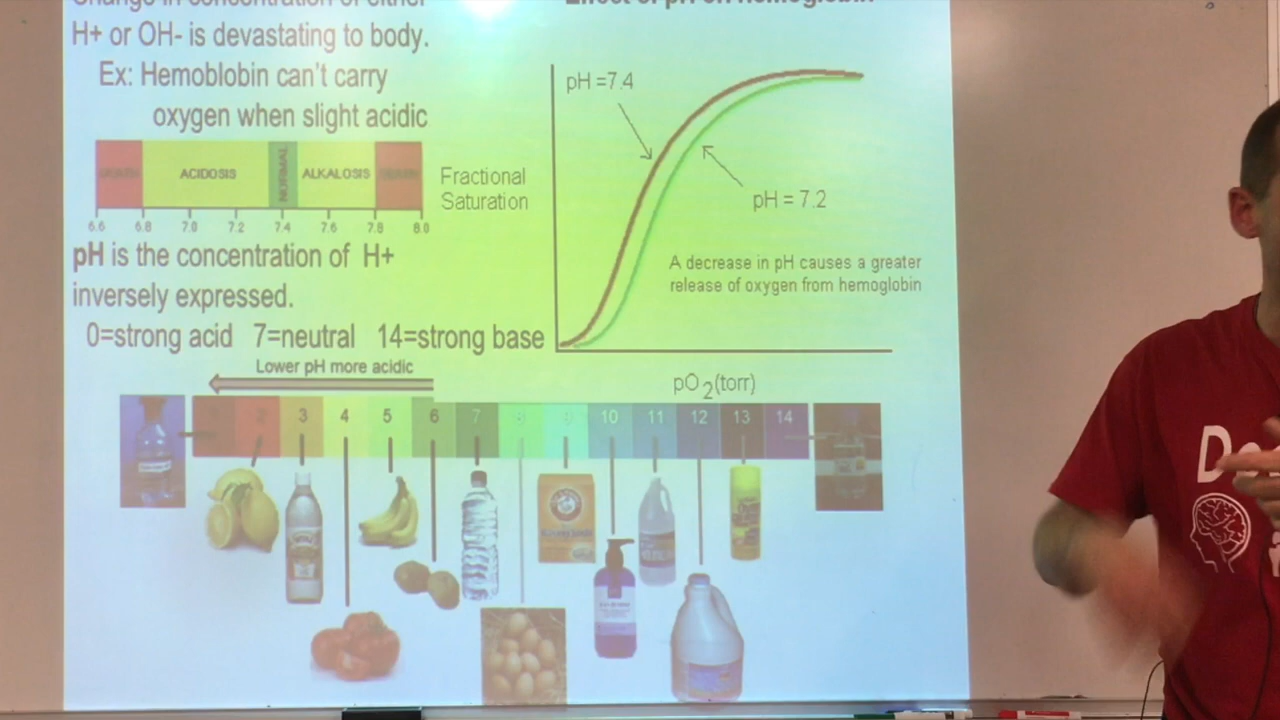 Change in concentration of either
H+ or OH- is devastating to body.
Ex: Hemoblobin can't carry
oxygen when slight acidic
DEATH ACIDOSIS NORMAL ALKALOSIS DEATH
6.6 6.8 7.0 7.2 7.4 7.6 7.8 8.0
pH is the concentration of H+
inversely expressed.
0=strong acid 7=neutral 14=strong base
Effect of pH on hemoglobin
pH =7.4
pH = 7.2
Fractional
Saturation
A decrease in pH causes a greater
release of oxygen from hemoglobin
pO2(torr)
Lower pH more acidic
1 2 3 4 5 6 7 8 9 10 11 12 13 14